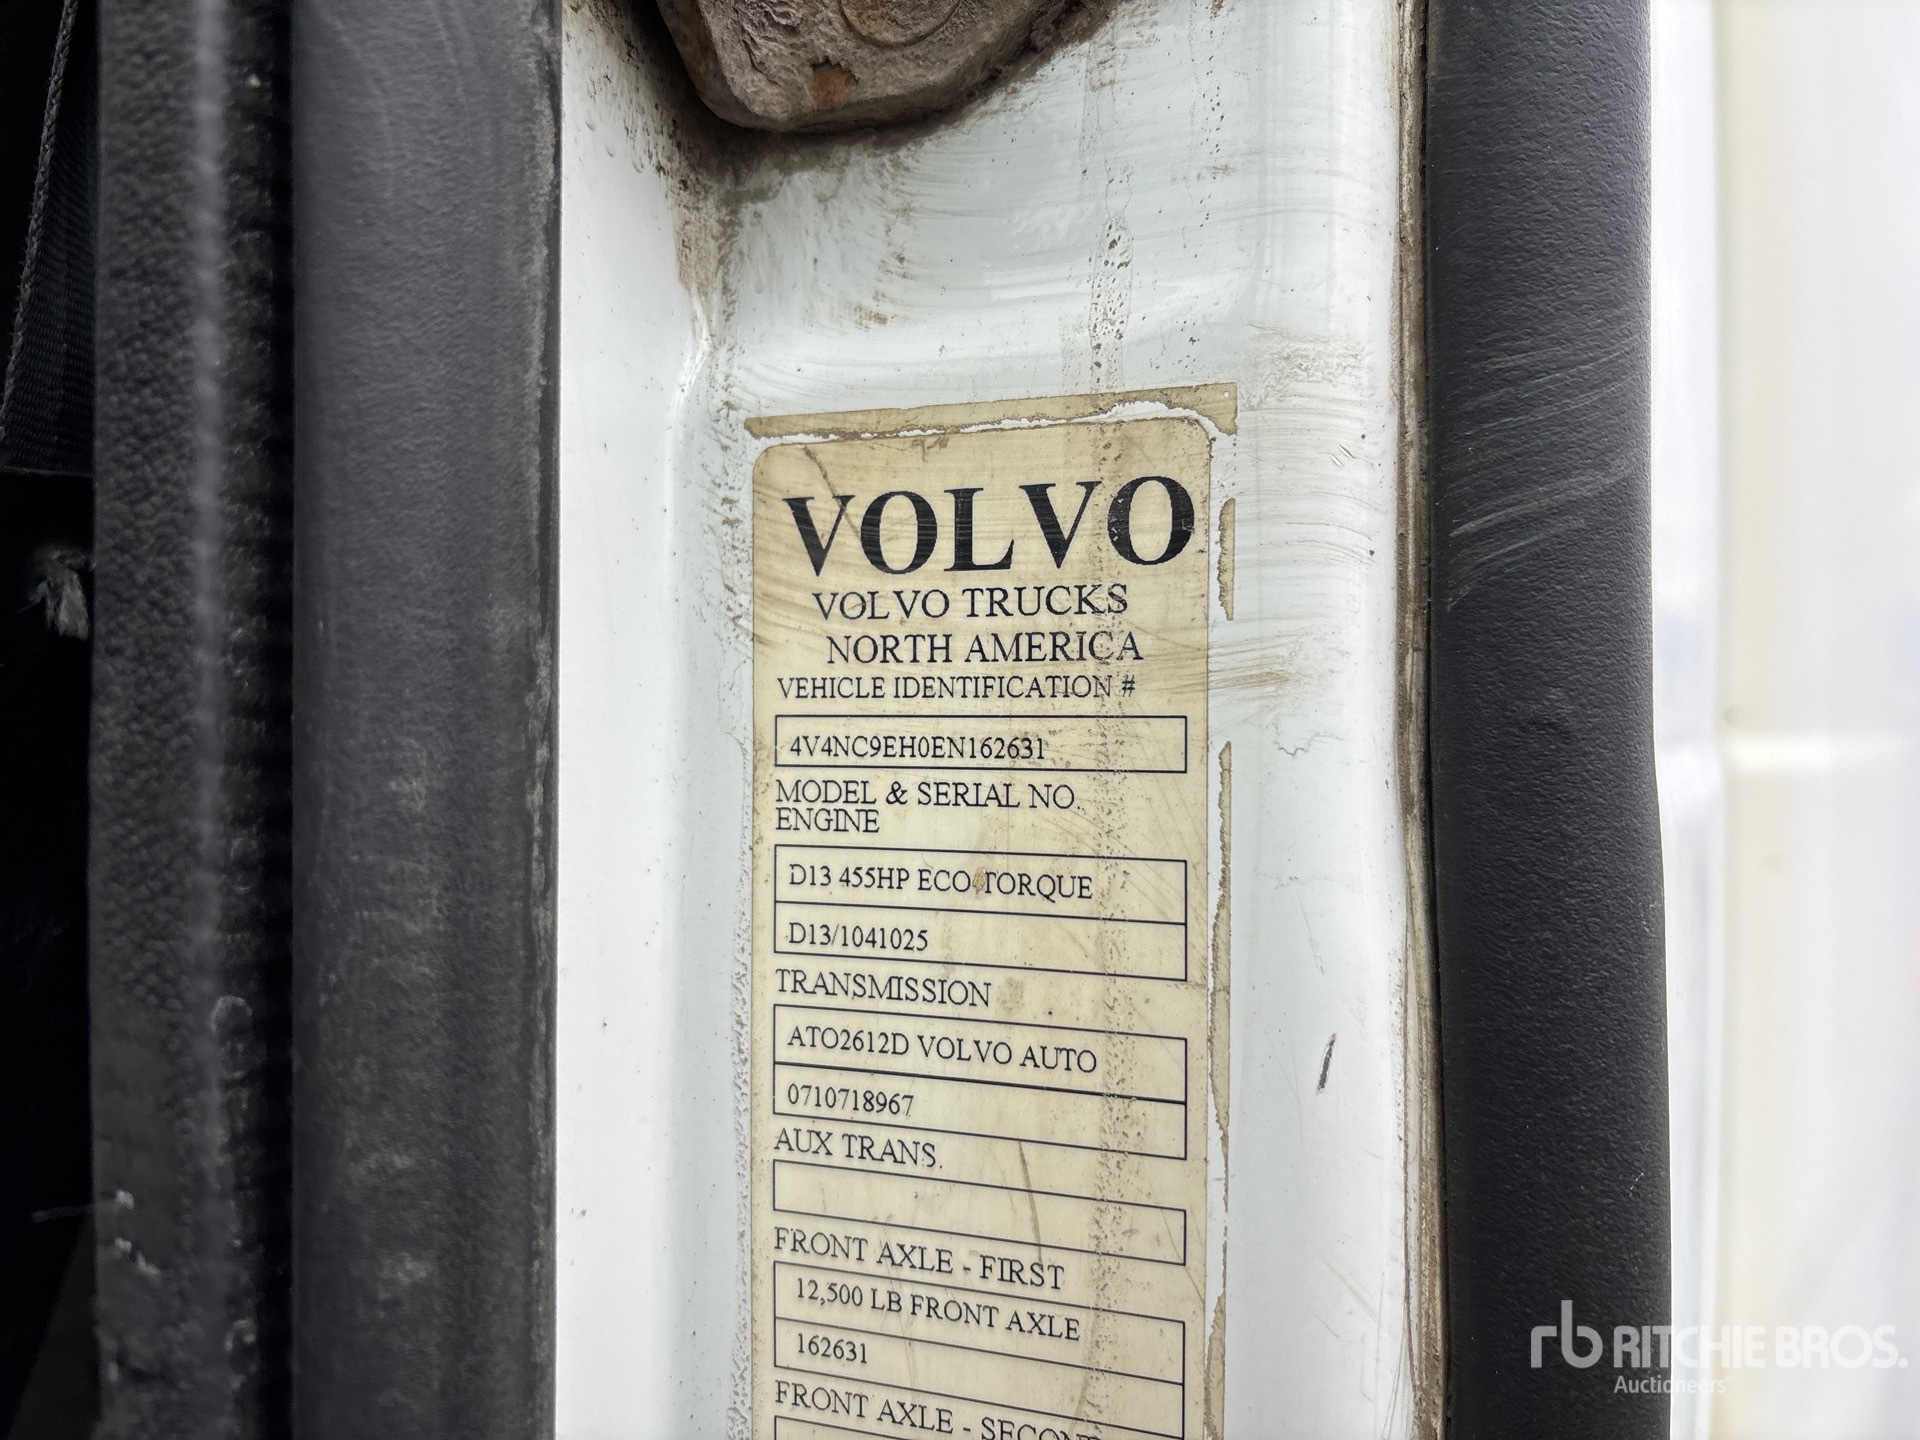 VOLVO
VOLVO TRUCKS
NORTH AMERICA
VEHICLE IDENTIFICATION #
4V4NC9EH0EN162631
MODEL & SERIAL NO.
ENGINE
D13 455HP ECO TORQUE
D13/1041025
TRANSMISSION
ATO2612D VOLVO AUTO
0710718967
AUX TRANS.
FRONT AXLE - FIRST
12,500 LB FRONT AXLE
162631
FRONT AXLE - SECOND
rb RITCHIE BROS.
Auctioneers